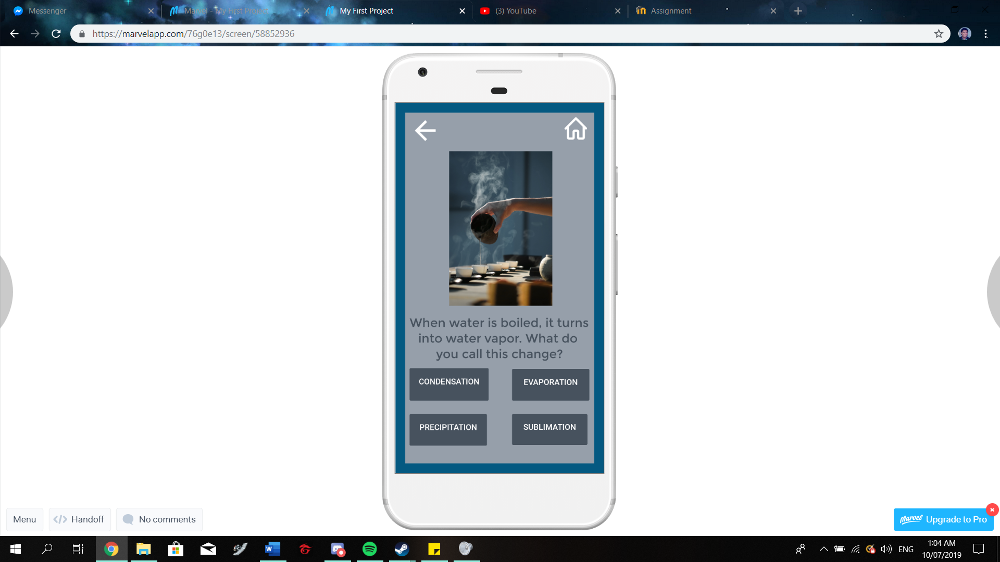 Messenger
Marvel - My First Project
My First Project
(3) YouTube
Assignment
https://marvelapp.com/76g0e13/screen/58852936
When water is boiled, it turns
into water vapor. What do
you call this change?
CONDENSATION
EVAPORATION
PRECIPITATION
SUBLIMATION
Menu
</> Handoff
No comments
Marvel Upgrade to Pro
ENG
1:04 AM
10/07/2019